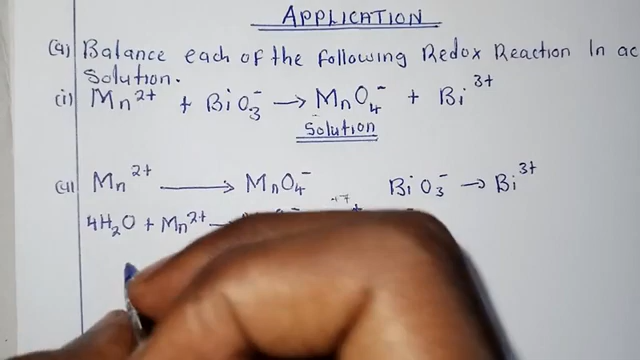 APPLICATION
(a) Balance each of the following Redox Reaction In ac
Solution.
(i) Mn²⁺ + BiO₃⁻ → MnO₄⁻ + Bi³⁺
Solution
Mn²⁺ → MnO₄⁻ BiO₃⁻ → Bi³⁺
4H₂O + Mn²⁺